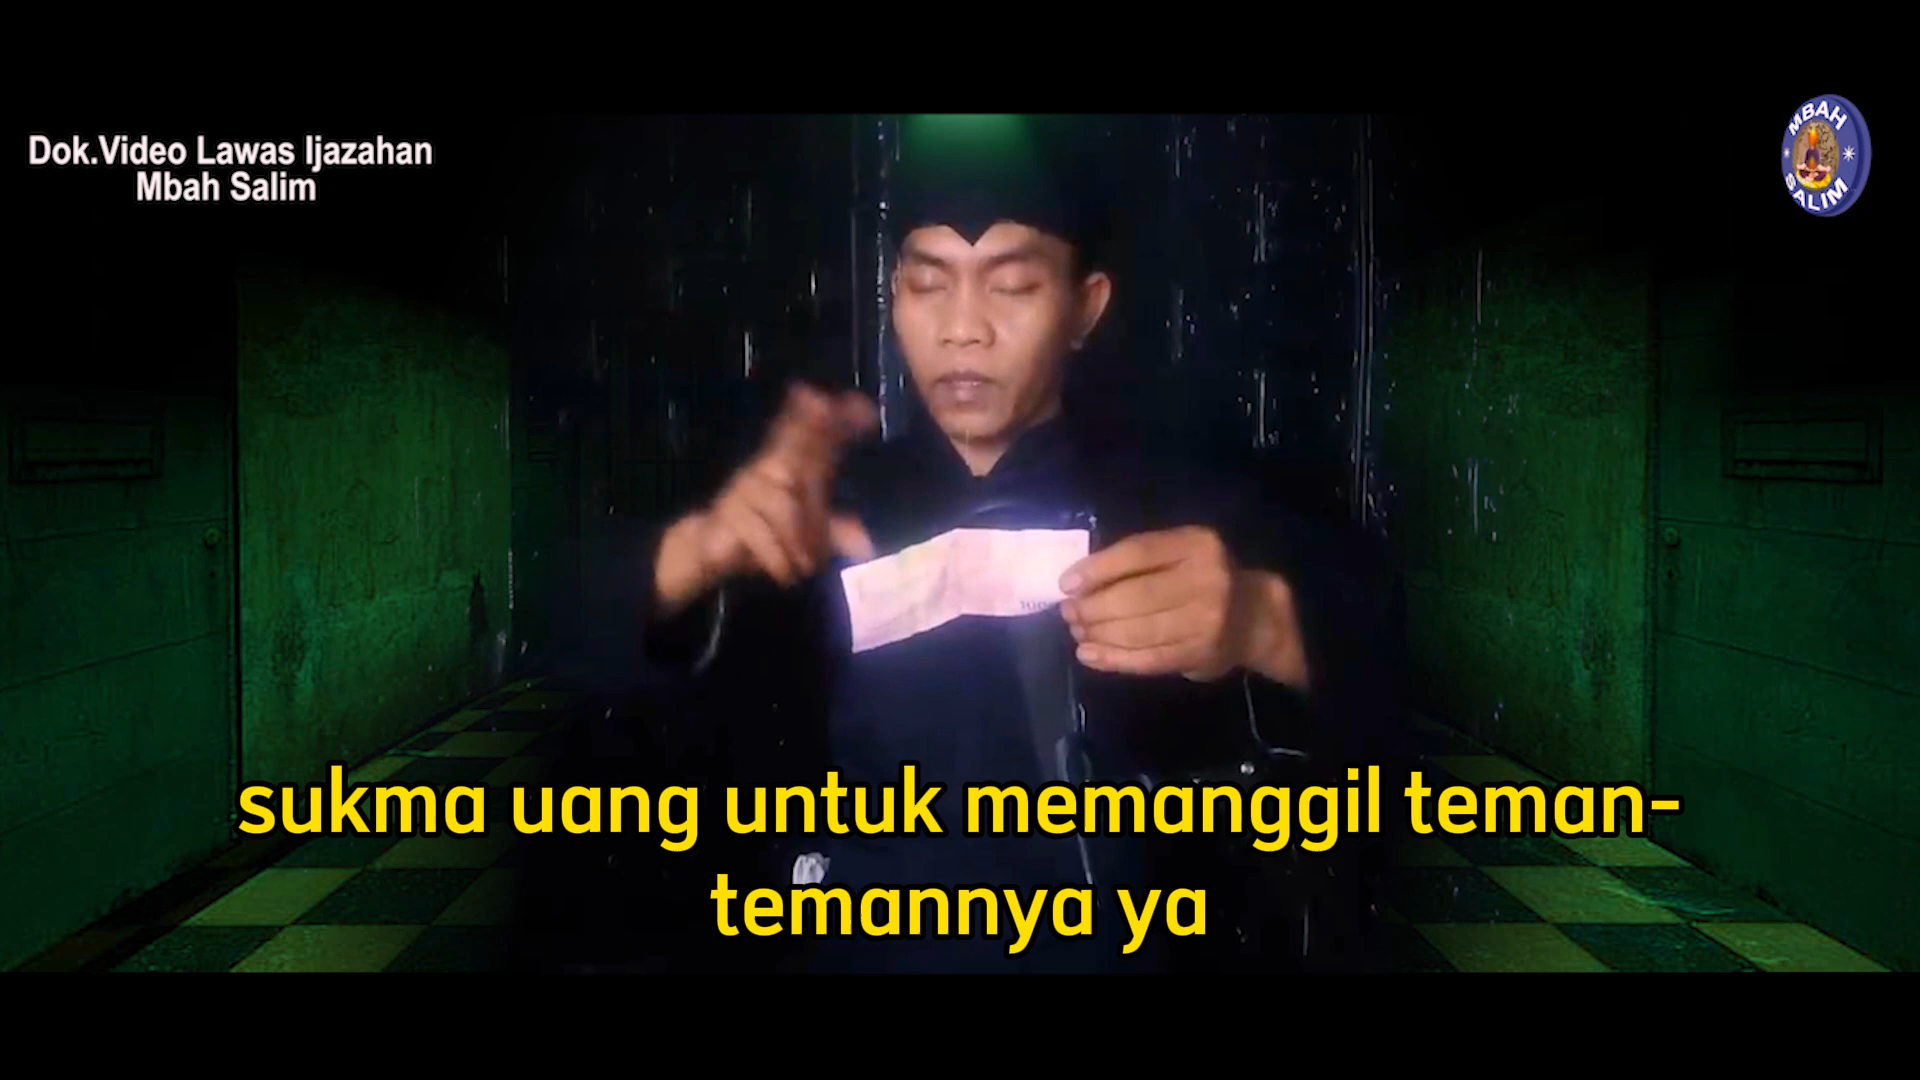 Dok.Video Lawas Ijazahan
Mbah Salim
MBAH
SALIM
sukma uang untuk memanggil teman-
temannya ya